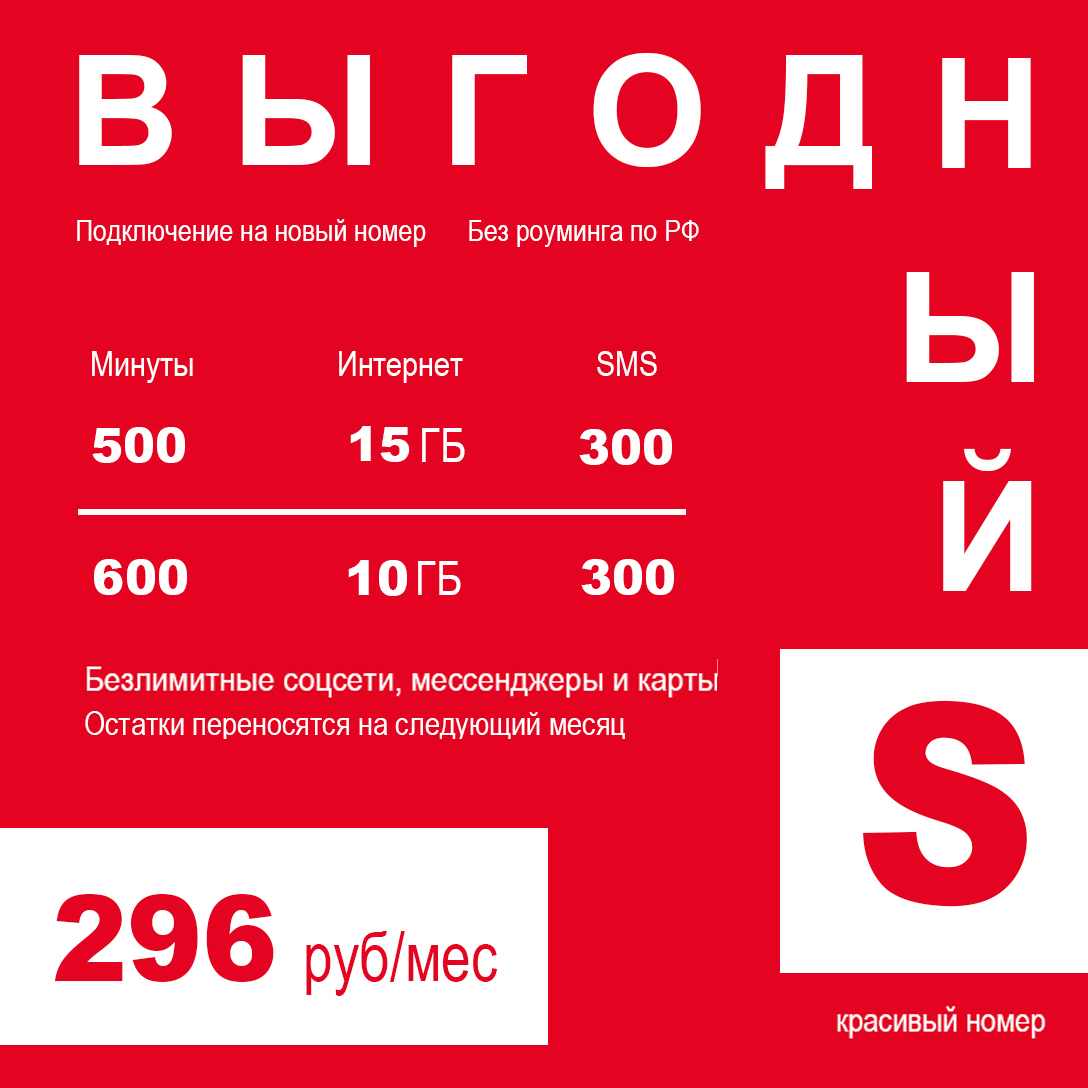 ВЫГОДНЫЙ
Подключение на новый номер Без роуминга по РФ
Минуты Интернет SMS
500 15 ГБ 300
600 10 ГБ 300
Безлимитные соцсети, мессенджеры и карты
Остатки переносятся на следующий месяц
S
296 руб/мес
красивый номер